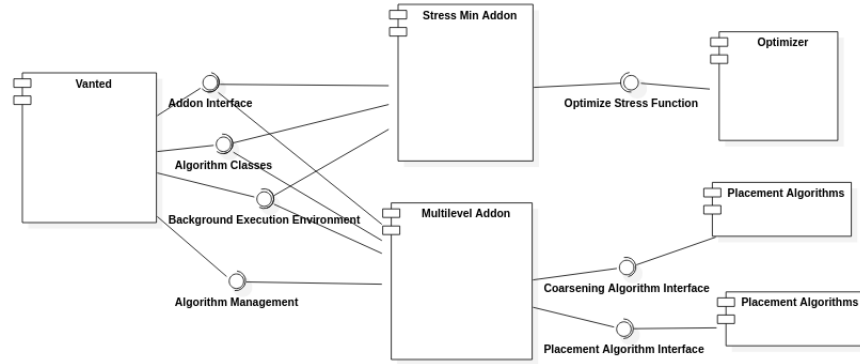 Stress Min Addon
Optimizer
Vanted
Addon Interface
Optimize Stress Function
Algorithm Classes
Placement Algorithms
Background Execution Environment
Multilevel Addon
Coarsening Algorithm Interface
Algorithm Management
Placement Algorithms
Placement Algorithm Interface